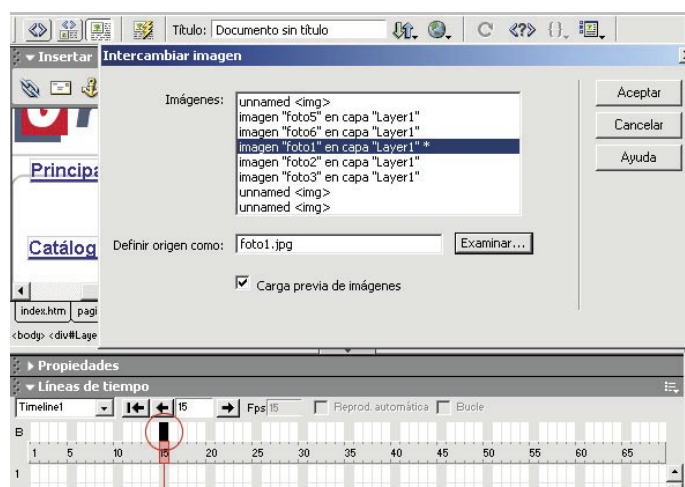 Título: Documento sin título
Insertar
Intercambiar imagen
Imágenes:
unnamed <img>
imagen "foto5" en capa "Layer1"
imagen "foto6" en capa "Layer1"
imagen "foto1" en capa "Layer1" *
imagen "foto2" en capa "Layer1"
imagen "foto3" en capa "Layer1"
unnamed <img>
unnamed <img>
Aceptar
Cancelar
Ayuda
Principa
Catálog
Definir origen como: foto1.jpg Examinar...
Carga previa de imágenes
index.htm pagi
<body> <div#Laye
Propiedades
Líneas de tiempo
Timeline1 15 Fps 15 Reprod. automática Bucle
B
1 5 10 15 20 25 30 35 40 45 50 55 60 65
1